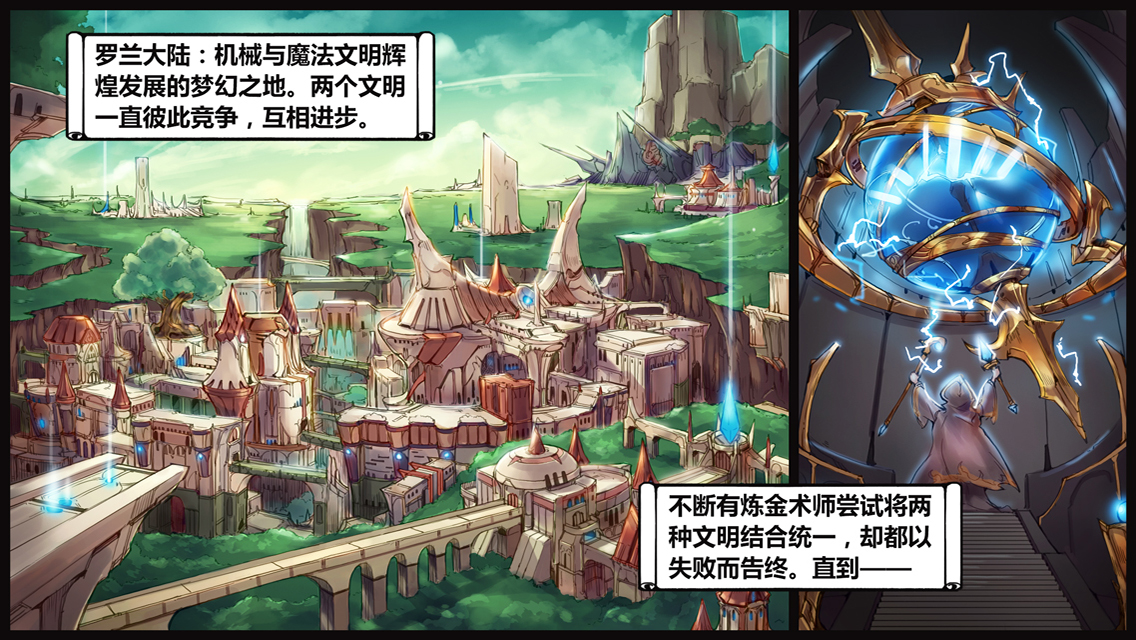 罗兰大陆：机械与魔法文明辉
煌发展的梦幻之地。两个文明
一直彼此竞争，互相进步。
不断有炼金术师尝试将两
种文明结合统一，却都以
失败而告终。直到——